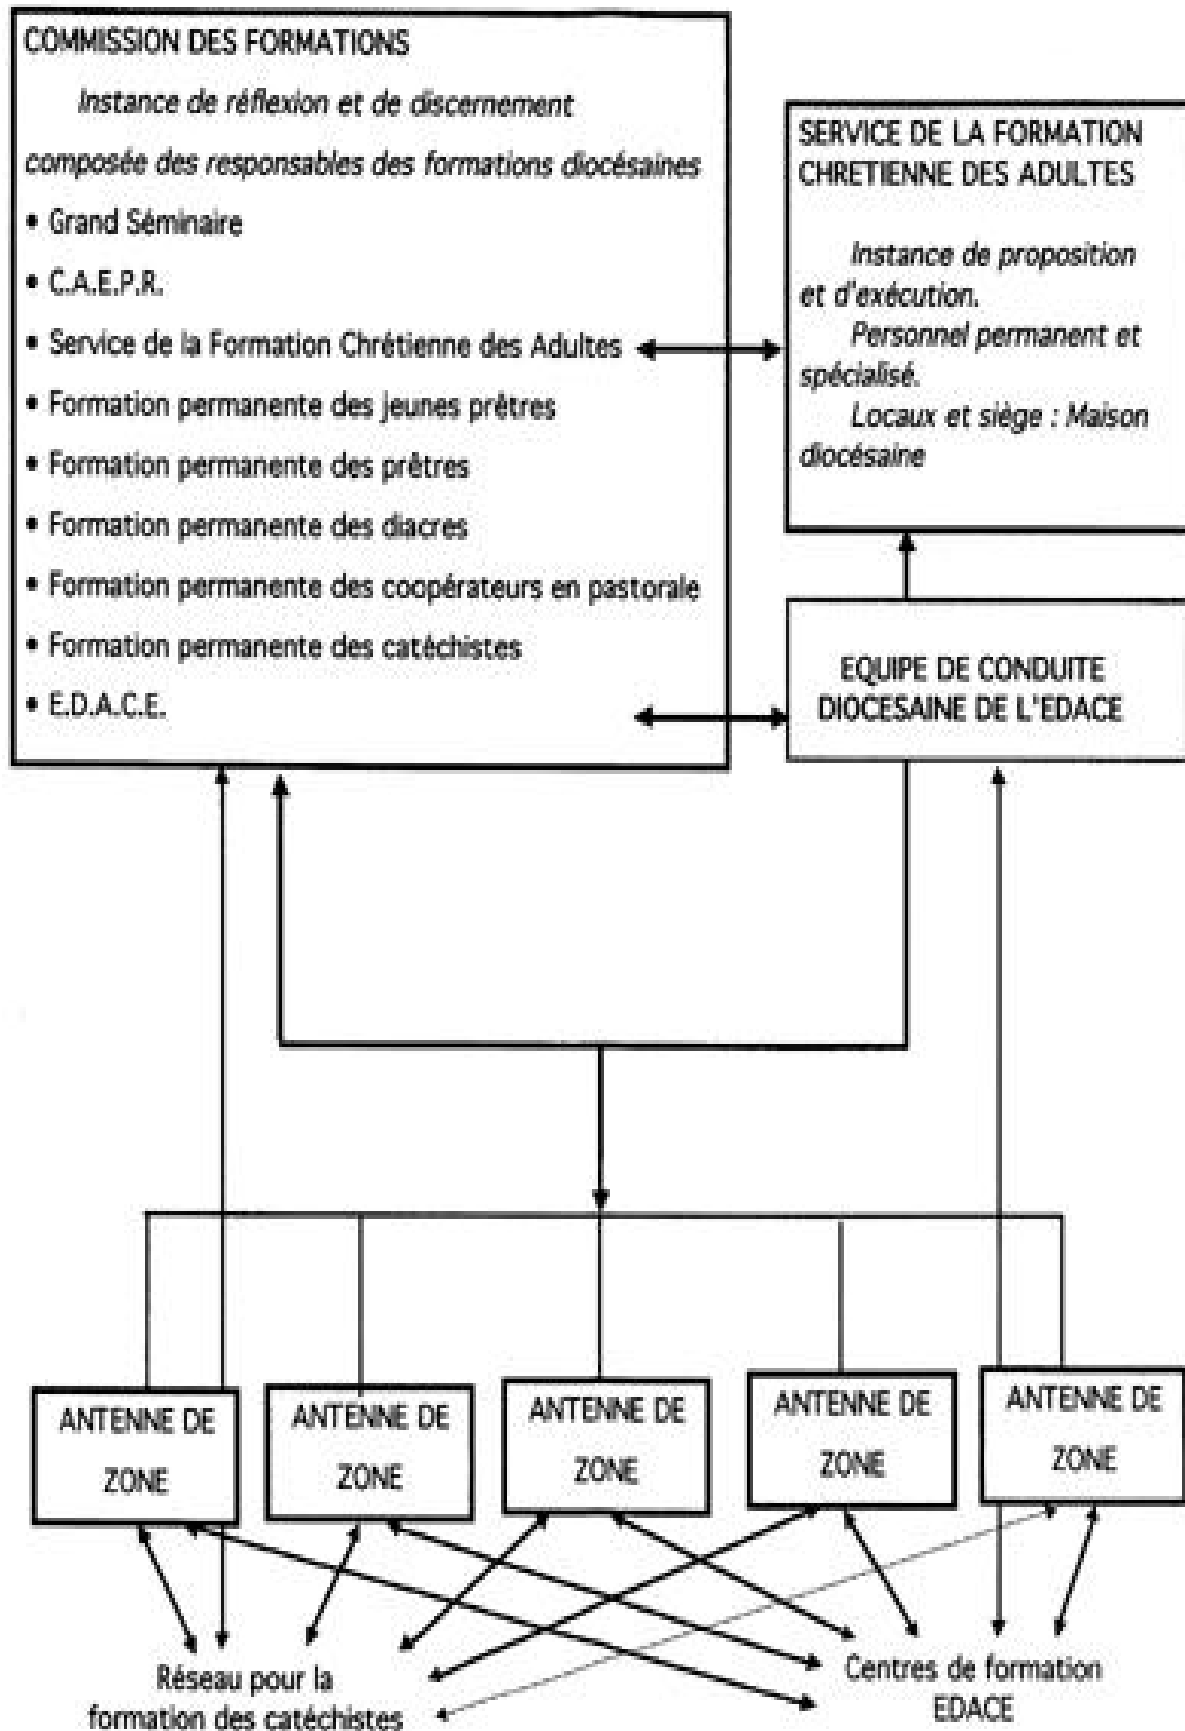 COMMISSION DES FORMATIONS
Instance de réflexion et de discernement
composée des responsables des formations diocésaines
• Grand Séminaire
• C.A.E.P.R.
• Service de la Formation Chrétienne des Adultes
• Formation permanente des jeunes prêtres
• Formation permanente des prêtres
• Formation permanente des diacres
• Formation permanente des coopérateurs en pastorale
• Formation permanente des catéchistes
• E.D.A.C.E.
SERVICE DE LA FORMATION
CHRETIENNE DES ADULTES
Instance de proposition
et d'exécution.
Personnel permanent et
spécialisé.
Locaux et siège : Maison
diocésaine
EQUIPE DE CONDUITE
DIOCESAINE DE L'EDACE
ANTENNE DE
ZONE
ANTENNE DE
ZONE
ANTENNE DE
ZONE
ANTENNE DE
ZONE
ANTENNE DE
ZONE
Réseau pour la
formation des catéchistes
Centres de formation
EDACE